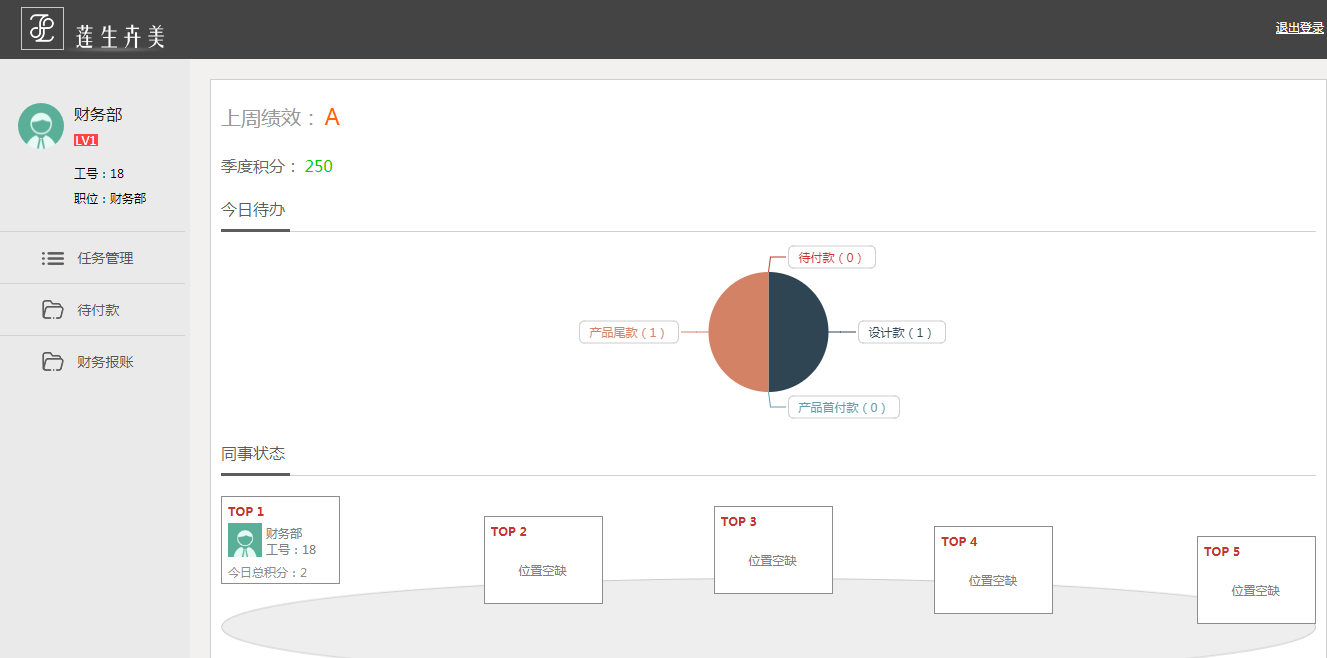 莲生卉美
退出登录
财务部
LV1
工号：18
职位：财务部
任务管理
待付款
财务报账
上周绩效： A
季度积分： 250
今日待办
待付款（0）
产品尾款（1）
设计款（1）
产品首付款（0）
同事状态
TOP 1
财务部
工号：18
今日总积分：2
TOP 2
位置空缺
TOP 3
位置空缺
TOP 4
位置空缺
TOP 5
位置空缺